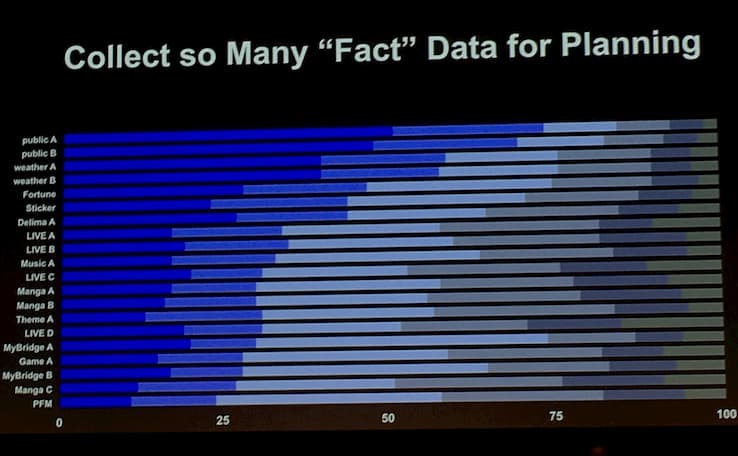 Collect so Many “Fact” Data for Planning
public A
public B
weather A
weather B
Fortune
Sticker
Delima A
LIVE A
LIVE B
Music A
LIVE C
Manga A
Manga B
Theme A
LIVE D
MyBridge A
Game A
MyBridge B
Manga C
PFM
0 25 50 75 100